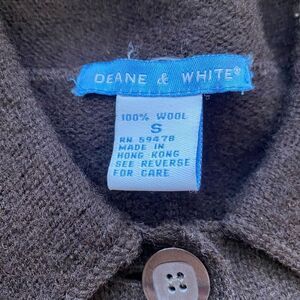 DEANE & WHITE®
100% WOOL
S
RN 59478
MADE IN
HONG KONG
SEE REVERSE
FOR CARE